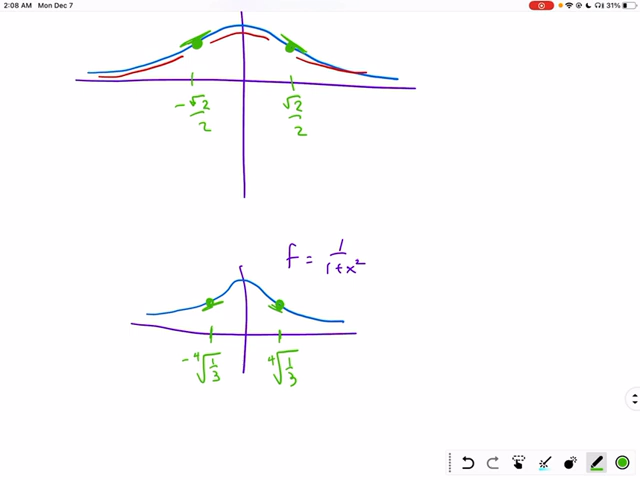 2:08 AM Mon Dec 7 31%
-√2/2 √2/2
f = 1/(1+x²)
-⁴√(1/3) ⁴√(1/3)